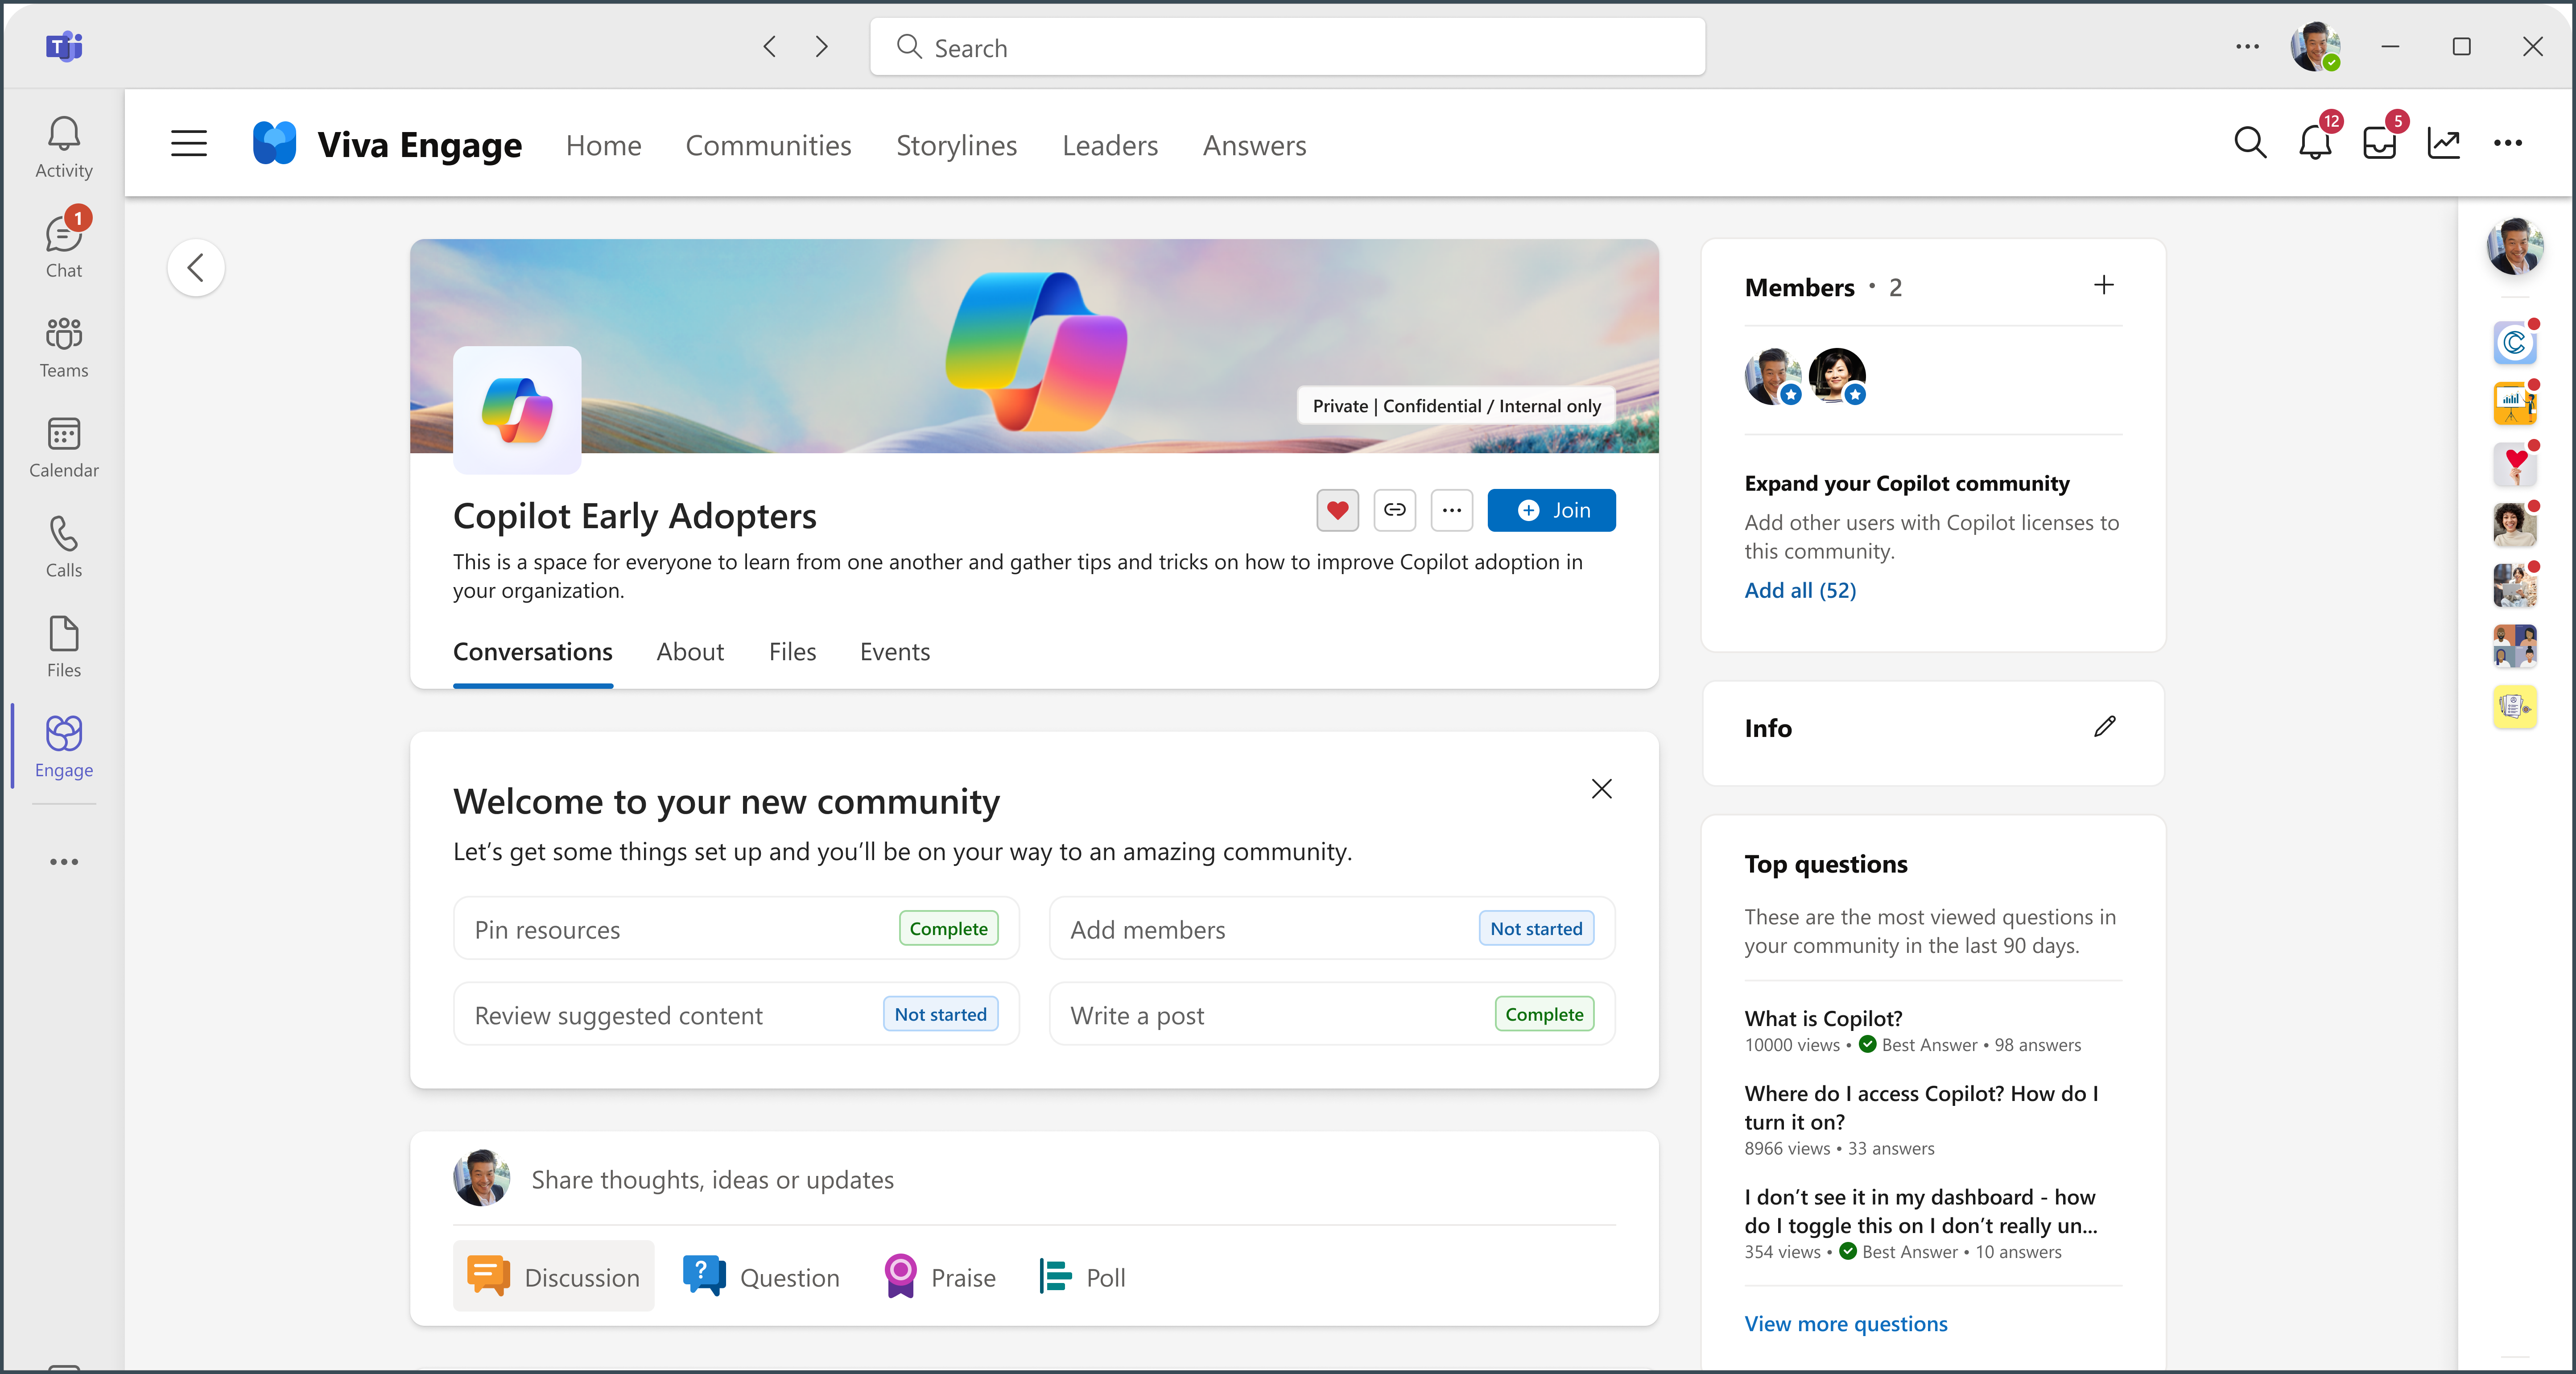 Search
Activity
1
Chat
Teams
Calendar
Calls
Files
Engage
Viva Engage
Home
Communities
Storylines
Leaders
Answers
12
5
Private | Confidential / Internal only
Copilot Early Adopters
Join
This is a space for everyone to learn from one another and gather tips and tricks on how to improve Copilot adoption in
your organization.
Conversations
About
Files
Events
Welcome to your new community
Let’s get some things set up and you’ll be on your way to an amazing community.
Pin resources
Complete
Add members
Not started
Review suggested content
Not started
Write a post
Complete
Share thoughts, ideas or updates
Discussion
Question
Praise
Poll
Members • 2
Expand your Copilot community
Add other users with Copilot licenses to
this community.
Add all (52)
Info
Top questions
These are the most viewed questions in
your community in the last 90 days.
What is Copilot?
10000 views • Best Answer • 98 answers
Where do I access Copilot? How do I
turn it on?
8966 views • 33 answers
I don’t see it in my dashboard - how
do I toggle this on I don’t really un...
354 views • Best Answer • 10 answers
View more questions